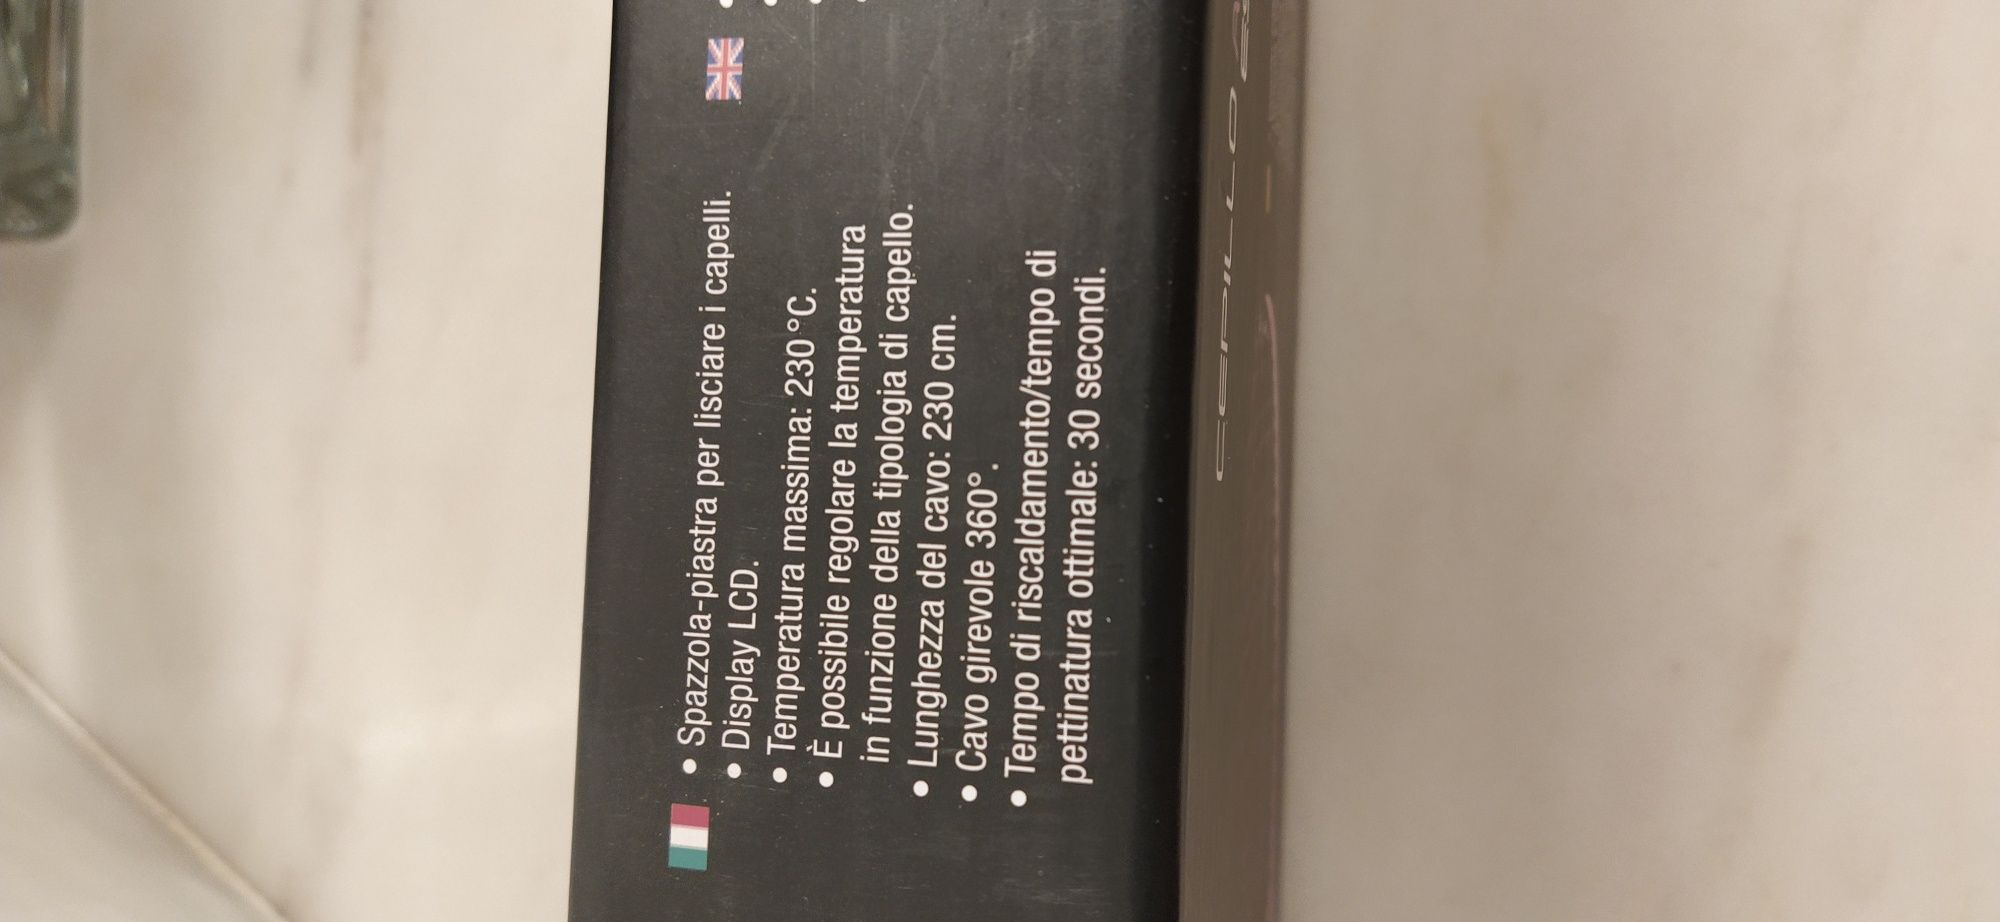 • Spazzola-piastra per lisciare i capelli.
• Display LCD.
• Temperatura massima: 230°C.
• È possibile regolare la temperatura
in funzione della tipologia di capello.
• Lunghezza del cavo: 230 cm.
• Cavo girevole 360°.
• Tempo di riscaldamento/tempo di
pettinatura ottimale: 30 secondi.
CEPILLO